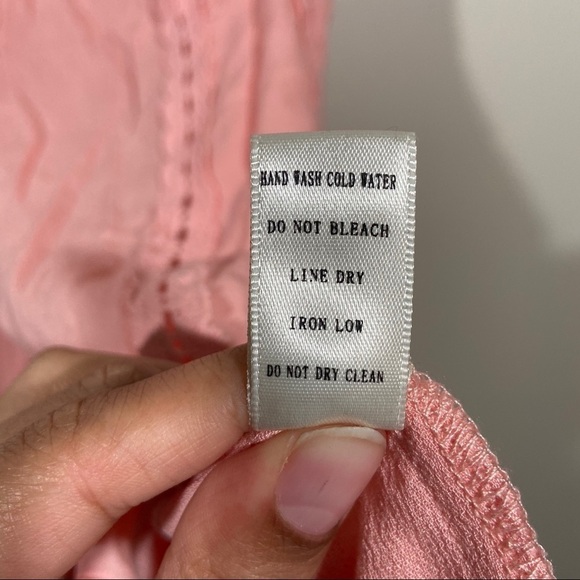 HAND WASH COLD WATER
DO NOT BLEACH
LINE DRY
IRON LOW
DO NOT DRY CLEAN